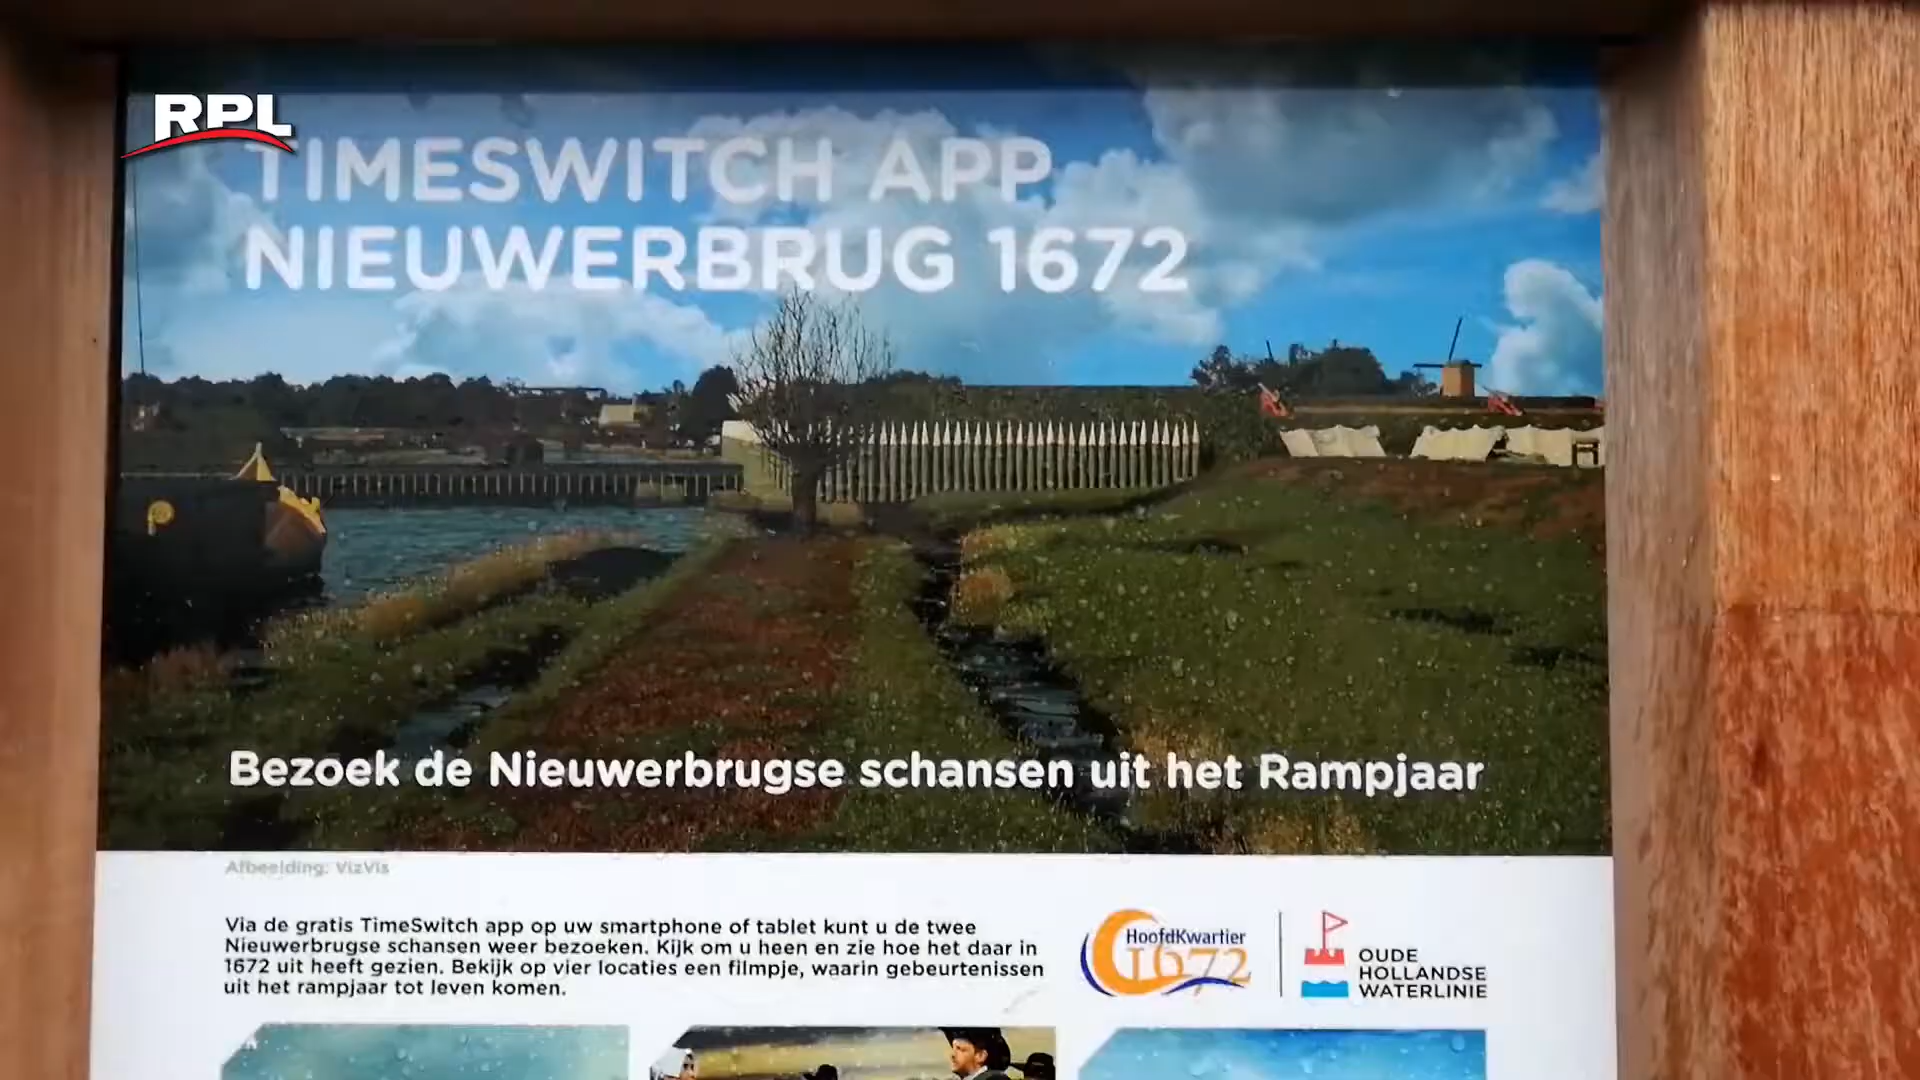 RPL
TIMESWITCH APP
NIEUWERBRUG 1672
Bezoek de Nieuwerbrugse schansen uit het Rampjaar
Afbeelding: VizVis
Via de gratis TimeSwitch app op uw smartphone of tablet kunt u de twee
Nieuwerbrugse schansen weer bezoeken. Kijk om u heen en zie hoe het daar in
1672 uit heeft gezien. Bekijk op vier locaties een filmpje, waarin gebeurtenissen
uit het rampjaar tot leven komen.
HoofdKwartier
1672
OUDE
HOLLANDSE
WATERLINIE